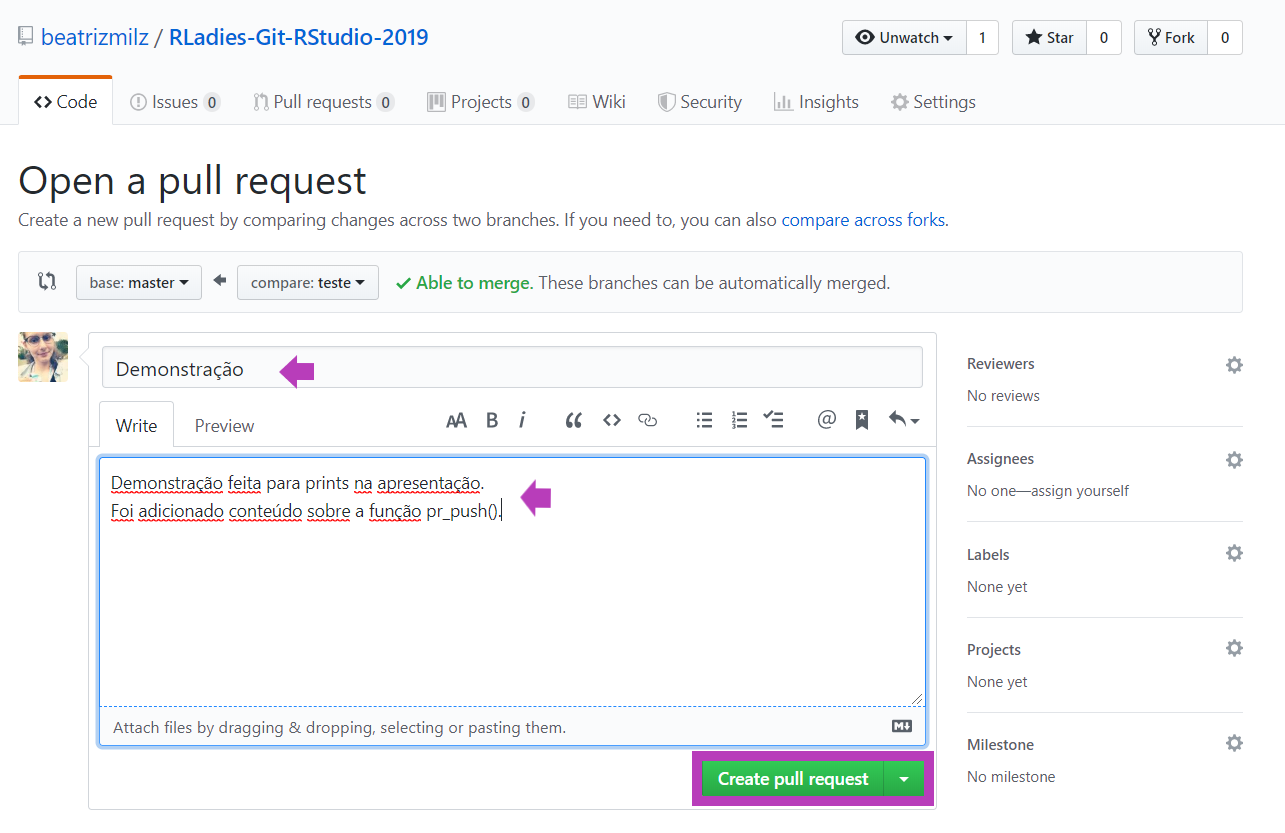 beatrizmilz / RLadies-Git-RStudio-2019
Unwatch 1 Star 0 Fork 0
Code Issues 0 Pull requests 0 Projects 0 Wiki Security Insights Settings
Open a pull request
Create a new pull request by comparing changes across two branches. If you need to, you can also compare across forks.
base: master compare: teste Able to merge. These branches can be automatically merged.
Demonstração
Write Preview
Demonstração feita para prints na apresentação.
Foi adicionado conteúdo sobre a função pr_push().
Attach files by dragging & dropping, selecting or pasting them.
Create pull request
Reviewers
No reviews
Assignees
No one—assign yourself
Labels
None yet
Projects
None yet
Milestone
No milestone